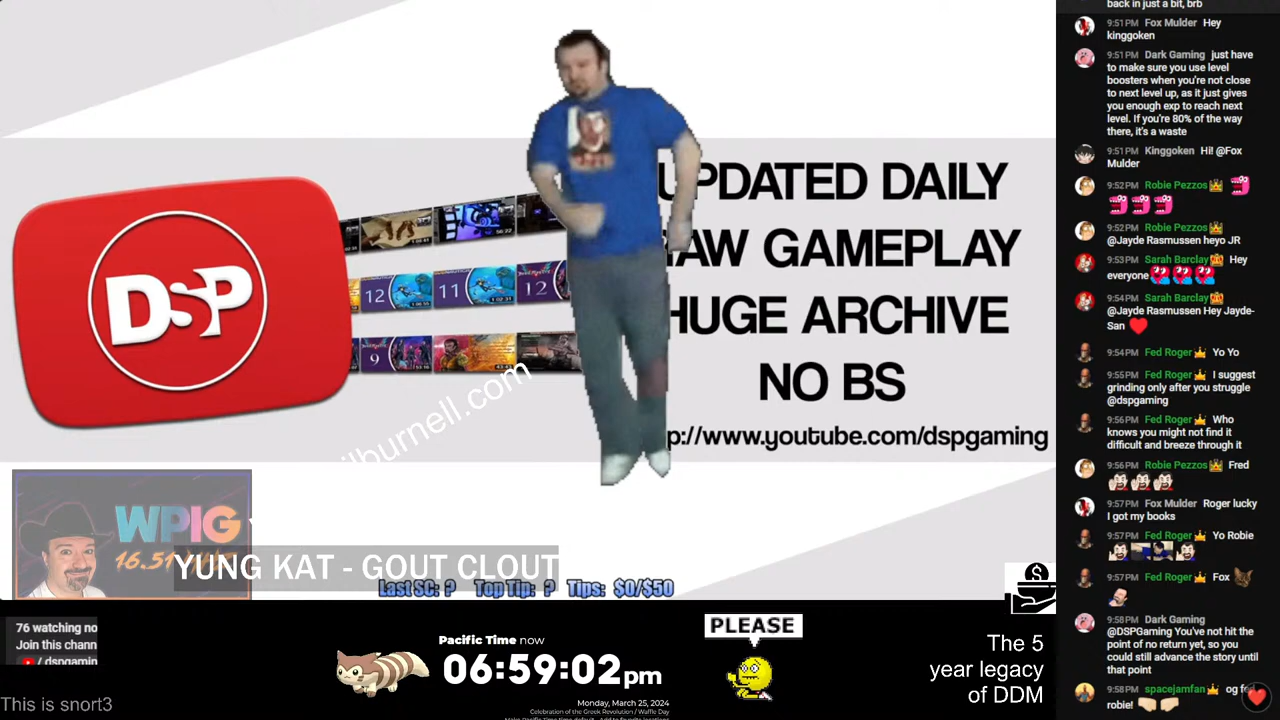 DSP
UPDATED DAILY
RAW GAMEPLAY
HUGE ARCHIVE
NO BS
p://www.youtube.com/dspgaming
ilburnell.com
12
11
12
9
WPIG
16.51
YUNG KAT - GOUT CLOUT
Last SC: ? Top Tip: ? Tips: $0/$50
76 watching no
Join this chann
/ dspgamin
This is snort3
Pacific Time now
06:59:02pm
Monday, March 25, 2024
Celebration of the Greek Revolution / Waffle Day
PLEASE
The 5
year legacy
of DDM
back in just a bit, brb
9:51PM Fox Mulder Hey
kinggoken
9:51PM Dark Gaming just have
to make sure you use level
boosters when you're not close
to next level up, as it just gives
you enough exp to reach next
level. If you're 80% of the way
there, it's a waste
9:51PM Kinggoken Hi! @Fox
Mulder
9:52PM Robie Pezzos
9:52PM Robie Pezzos
@Jayde Rasmussen heyo JR
9:53PM Sarah Barclay Hey
everyone
9:54PM Sarah Barclay
@Jayde Rasmussen Hey Jayde-
San
9:54PM Fed Roger Yo Yo
9:55PM Fed Roger I suggest
grinding only after you struggle
@dspgaming
9:56PM Fed Roger Who
knows you might not find it
difficult and breeze through it
9:56PM Robie Pezzos Fred
9:57PM Fox Mulder Roger lucky
I got my books
9:57PM Fed Roger Yo Robie
9:57PM Fed Roger Fox
9:58PM Dark Gaming
@DSPGaming You've not hit the
point of no return yet, so you
could still advance the story until
that point
9:58PM spacejamfan og
robie!